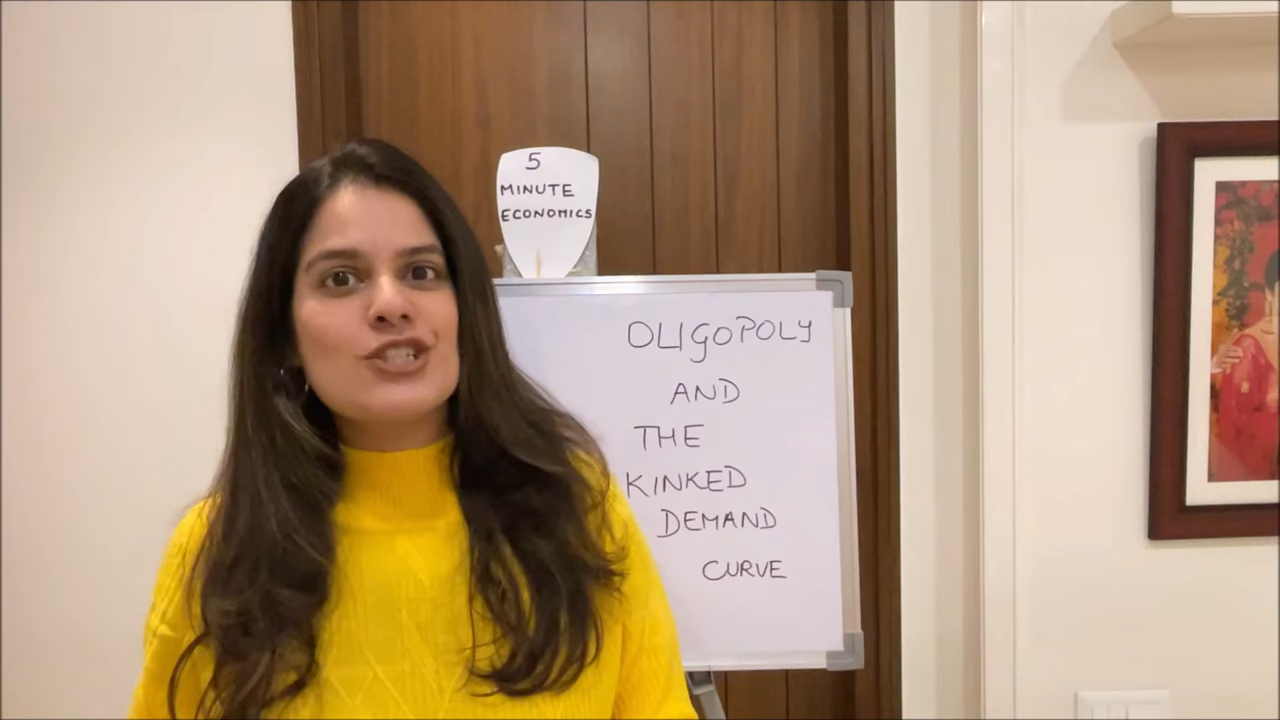 5
MINUTE
ECONOMICS
OLIGOPOLY
AND
THE
KINKED
DEMAND
CURVE